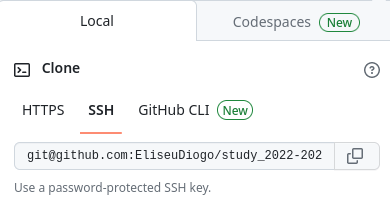 Local
Codespaces New
Clone
HTTPS SSH GitHub CLI New
git@github.com:EliseuDiogo/study_2022-202
Use a password-protected SSH key.